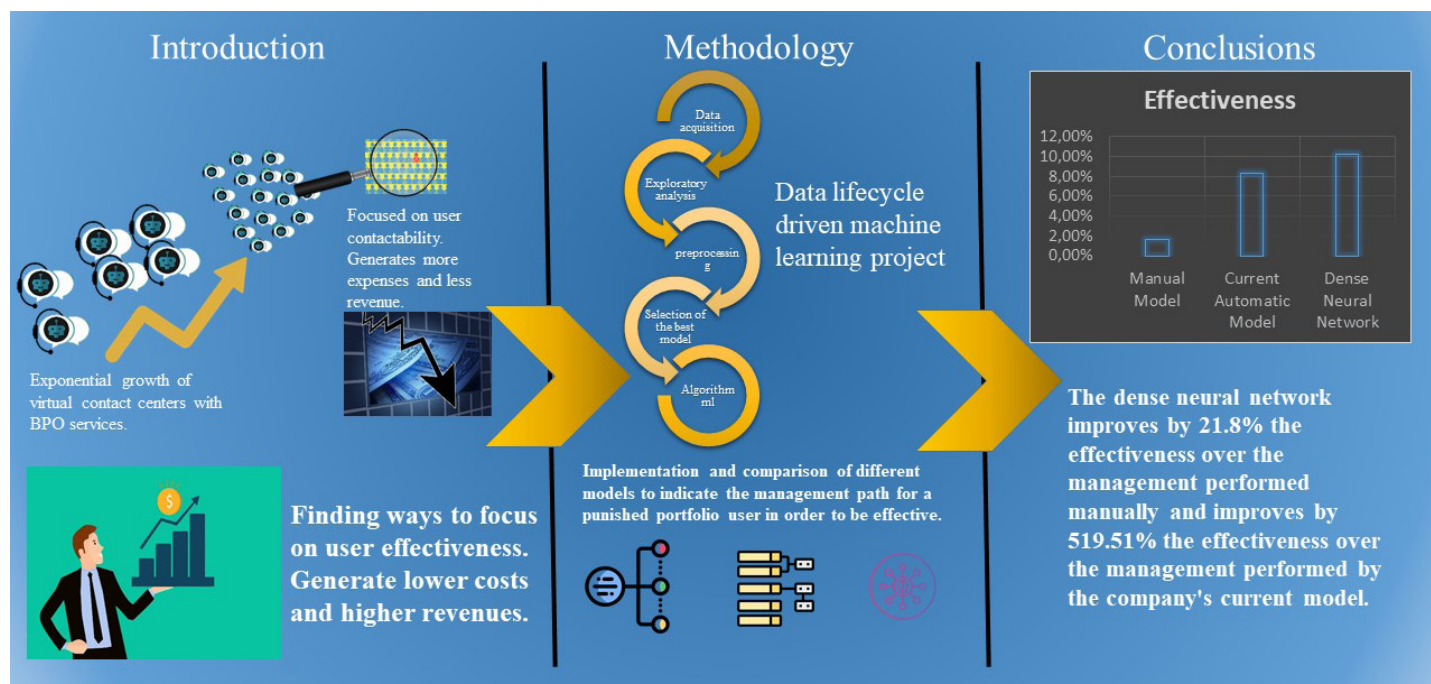 Introduction
Focused on user
contactability.
Generates more
expenses and less
revenue.
Exponential growth of
virtual contact centers with
BPO services.
$
Finding ways to focus
on user effectiveness.
Generate lower costs
and higher revenues.
Methodology
Data
acquisition
Exploratory
analysis
preprocessin
g
Selection of
the best
model
Algorithm
ml
Data lifecycle
driven machine
learning project
Implementation and comparison of different
models to indicate the management path for a
punished portfolio user in order to be effective.
Conclusions
Effectiveness
12,00%
10,00%
8,00%
6,00%
4,00%
2,00%
0,00%
Manual
Model
Current
Automatic
Model
Dense
Neural
Network
The dense neural network
improves by 21.8% the
effectiveness over the
management performed
manually and improves by
519.51% the effectiveness over
the management performed by
the company's current model.